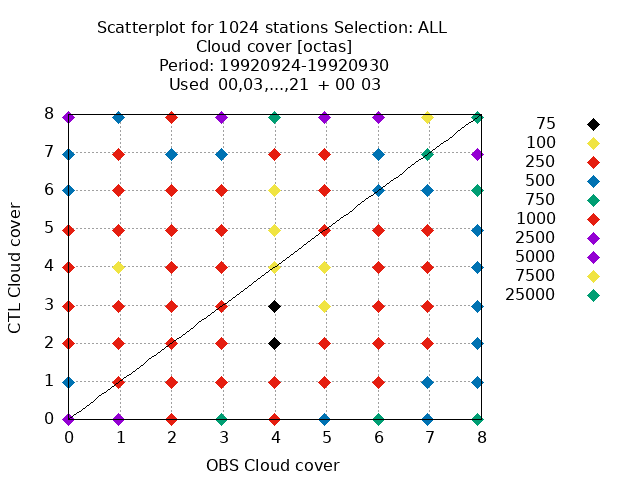 Scatterplot for 1024 stations Selection: ALL
Cloud cover [octas]
Period: 19920924-19920930
Used 00,03,...,21 + 00 03
8
7
6
5
4
3
2
1
0
CTL Cloud cover
0 1 2 3 4 5 6 7 8
OBS Cloud cover
75
100
250
500
750
1000
2500
5000
7500
25000